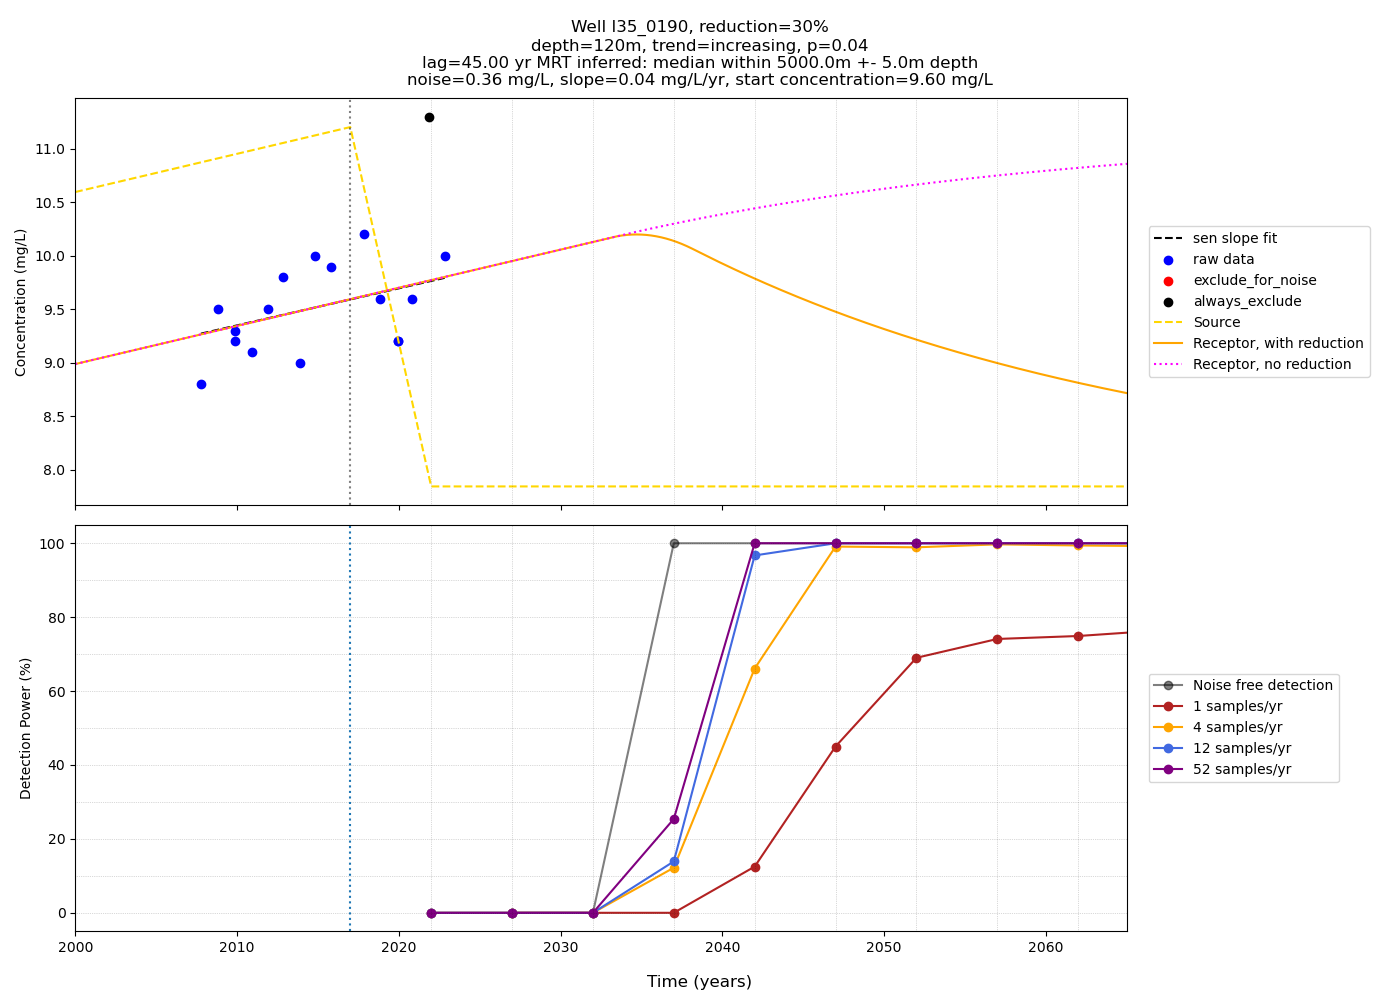 Well l35_0190, reduction=30%
depth=120m, trend=increasing, p=0.04
lag=45.00 yr MRT inferred: median within 5000.0m +- 5.0m depth
noise=0.36 mg/L, slope=0.04 mg/L/yr, start concentration=9.60 mg/L
Concentration (mg/L)
11.0
10.5
10.0
9.5
9.0
8.5
8.0
sen slope fit
raw data
exclude_for_noise
always_exclude
Source
Receptor, with reduction
Receptor, no reduction
Detection Power (%)
100
80
60
40
20
0
Noise free detection
1 samples/yr
4 samples/yr
12 samples/yr
52 samples/yr
2000 2010 2020 2030 2040 2050 2060
Time (years)